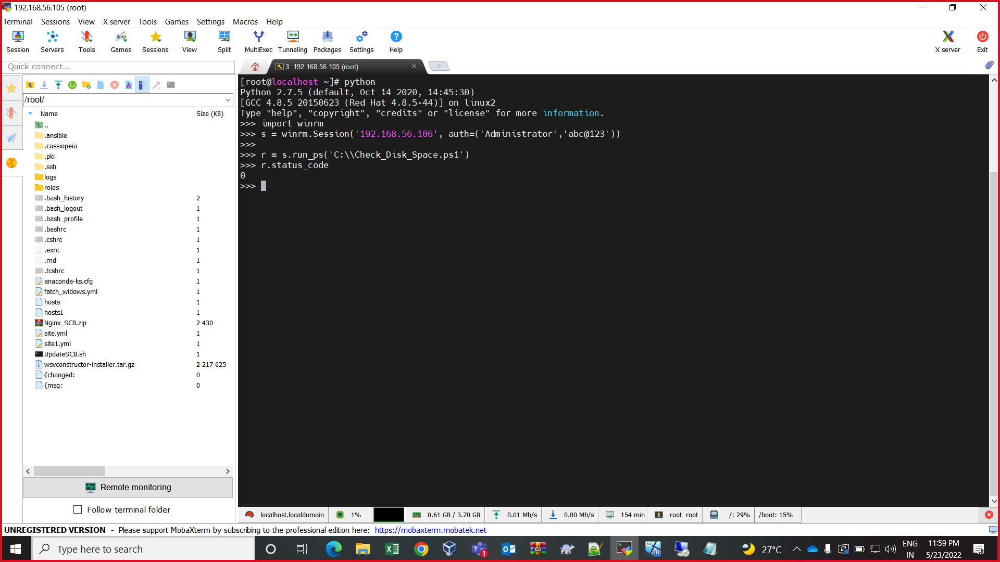 192.168.56.105 (root)
Terminal Sessions View X server Tools Games Settings Macros Help
Session Servers Tools Games Sessions View Split MultiExec Tunneling Packages Settings Help X server Exit
Quick connect...
3. 192.168.56.105 (root)
/root/
Name Size (KB)
..
.ansible
.cassiopeia
.pki
.ssh
logs
roles
.bash_history 2
.bash_logout 1
.bash_profile 1
.bashrc 1
.cshrc 1
.exrc 1
.rnd 1
.tcshrc 1
anaconda-ks.cfg 1
fatch_widows.yml 1
hosts 1
hosts1 1
Nginx_SCB.zip 2 430
site.yml 1
site1.yml 1
UpdateSCB.sh 1
wsvconstructor-installer.tar.gz 2 217 625
{changed: 0
{msg: 0
Remote monitoring
Follow terminal folder
[root@localhost ~]# python
Python 2.7.5 (default, Oct 14 2020, 14:45:30)
[GCC 4.8.5 20150623 (Red Hat 4.8.5-44)] on linux2
Type "help", "copyright", "credits" or "license" for more information.
>>> import winrm
>>> s = winrm.Session('192.168.56.106', auth=('Administrator','abc@123'))
>>>
>>> r = s.run_ps('C:\\Check_Disk_Space.ps1')
>>> r.status_code
0
>>>
localhost.localdomain 1% 0.61 GB / 3.70 GB 0.01 Mb/s 0.00 Mb/s 154 min root root /: 29% /boot: 15%
UNREGISTERED VERSION - Please support MobaXterm by subscribing to the professional edition here: https://mobaxterm.mobatek.net
Type here to search
27°C
ENG
IN
11:59 PM
5/23/2022